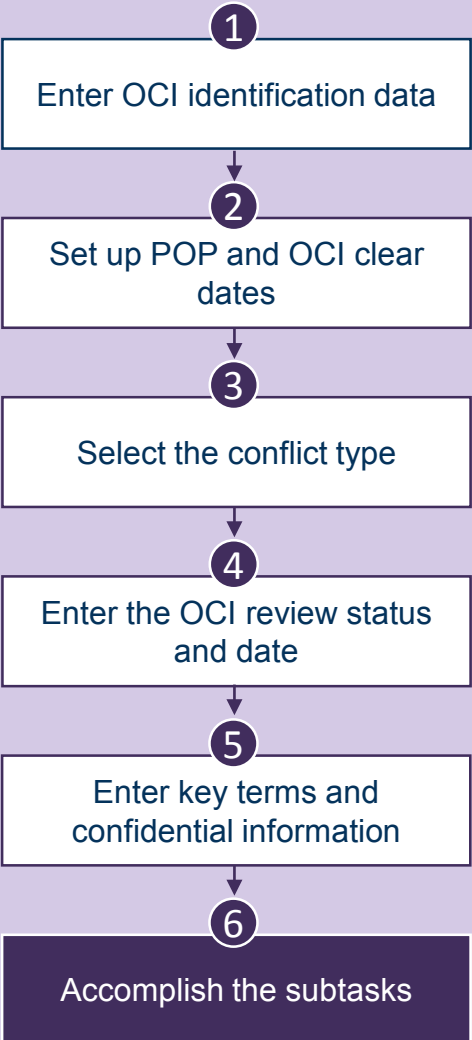 1
Enter OCI identification data
2
Set up POP and OCI clear
dates
3
Select the conflict type
4
Enter the OCI review status
and date
5
Enter key terms and
confidential information
6
Accomplish the subtasks